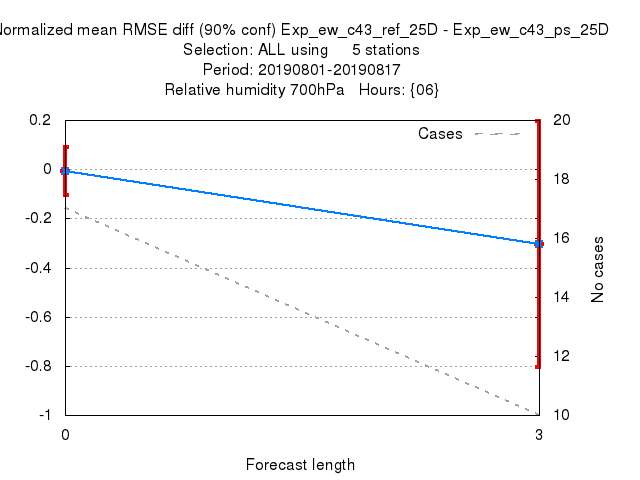 Normalized mean RMSE diff (90% conf) Exp_ew_c43_ref_25D - Exp_ew_c43_ps_25D
Selection: ALL using 5 stations
Period: 20190801-20190817
Relative humidity 700hPa Hours: {06}
Cases
0.2
0
-0.2
-0.4
-0.6
-0.8
-1
20
18
16
14
12
10
No cases
0
3
Forecast length